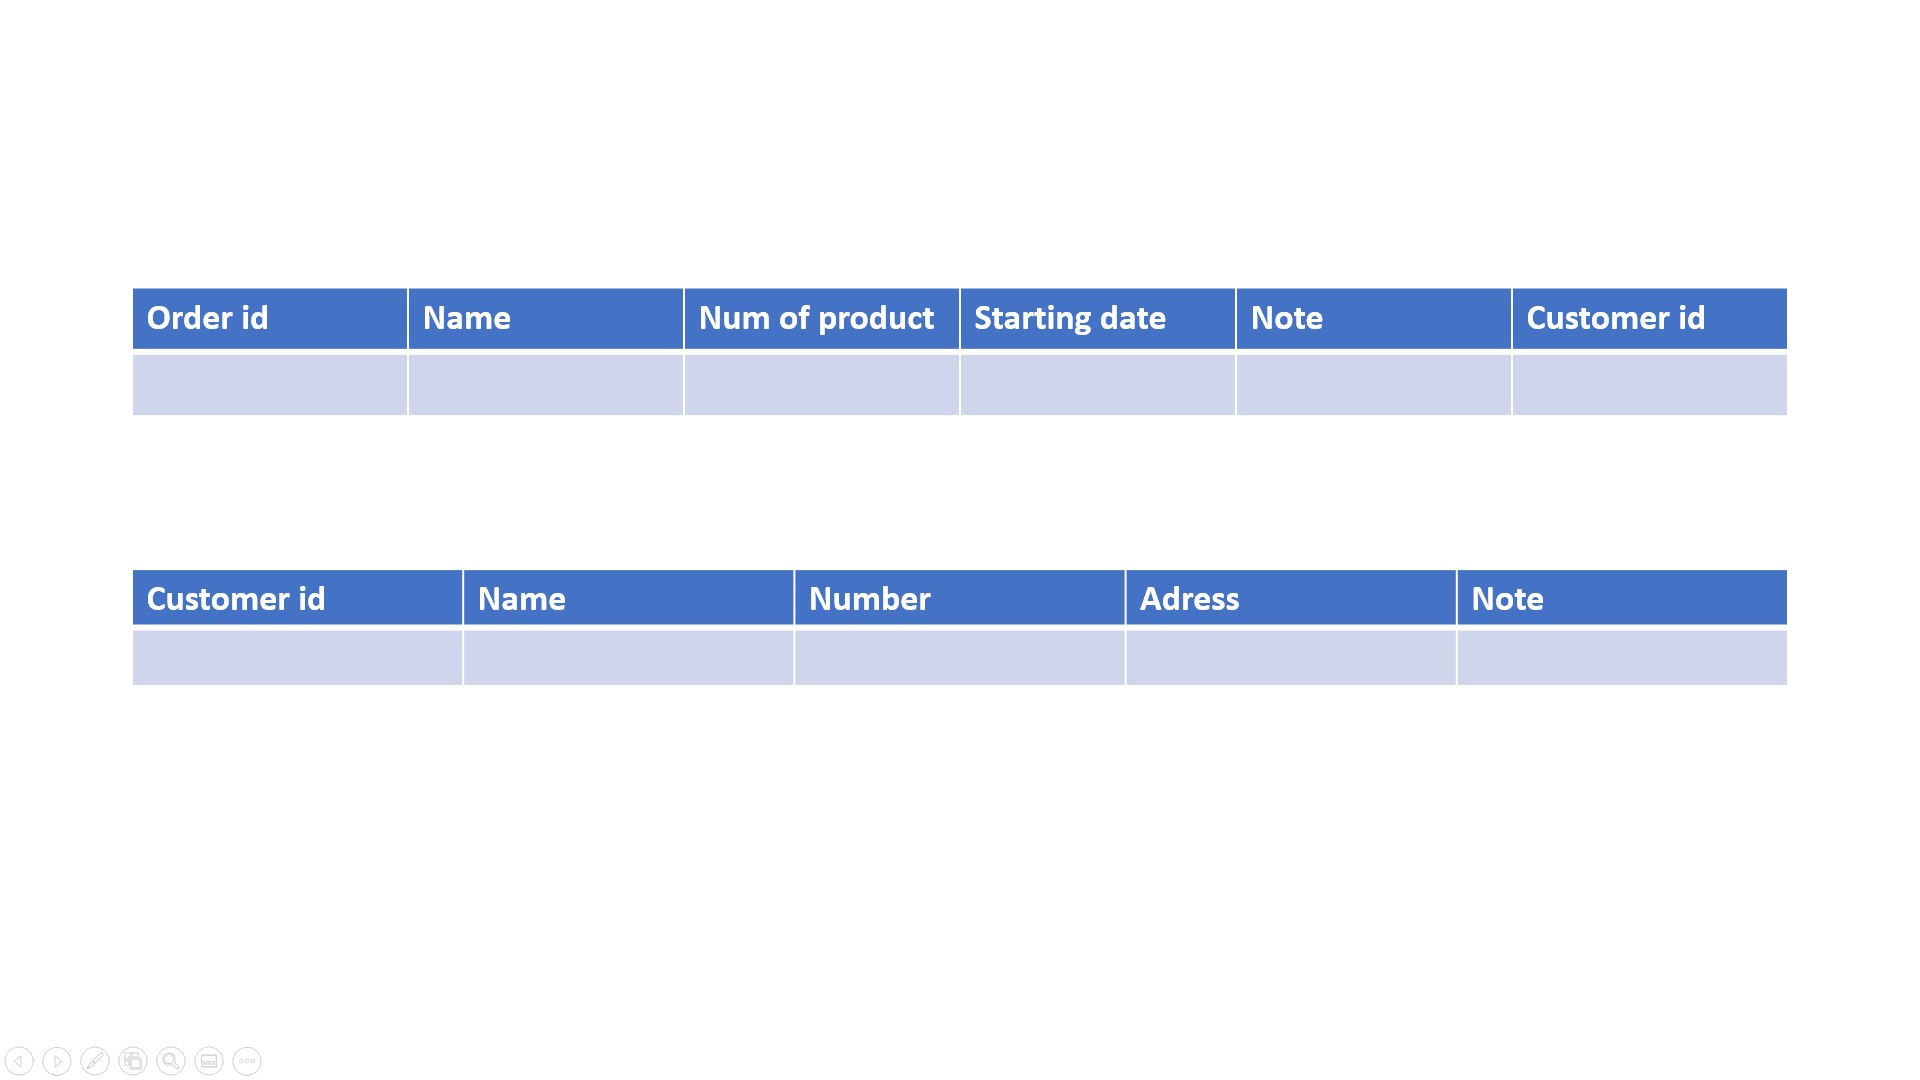 Order id Name Num of product Starting date Note Customer id
Customer id Name Number Adress Note